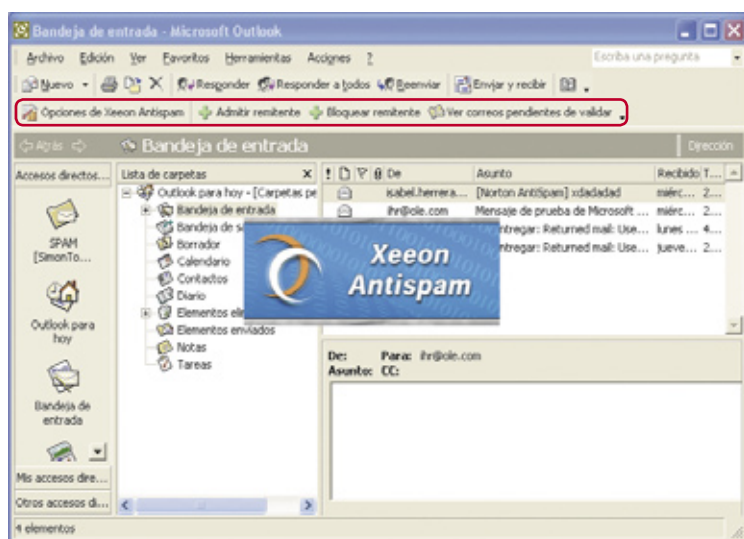 Bandeja de entrada - Microsoft Outlook
Archivo Edición Ver Favoritos Herramientas Acciones ?
Escriba una pregunta
Nuevo Responder Responder a todos Reenviar Enviar y recibir
Opciones de Xeeon Antispam Admitir remitente Bloquear remitente Ver correos pendientes de validar
Atrás Bandeja de entrada Dirección
Accesos directos...
SPAM
[SimonTo...
Outlook para
hoy
Bandeja de
entrada
Mis accesos dire...
Otros accesos di...
Lista de carpetas X
Outlook para hoy - [Carpetas pe
Bandeja de entrada
Bandeja de s
Borrador
Calendario
Contactos
Diario
Elementos eli
Elementos enviados
Notas
Tareas
! De Asunto Recibido T...
isabel.herrera... [Norton AntiSpam] xdadadad miérc... 2...
ihr@ole.com Mensaje de prueba de Microsoft ... miérc... 2...
ntregar: Returned mail: Use... lunes ... 4...
ntregar: Returned mail: Use... jueve... 2...
Xeeon
Antispam
De: Para: ihr@ole.com
Asunto: CC:
4 elementos